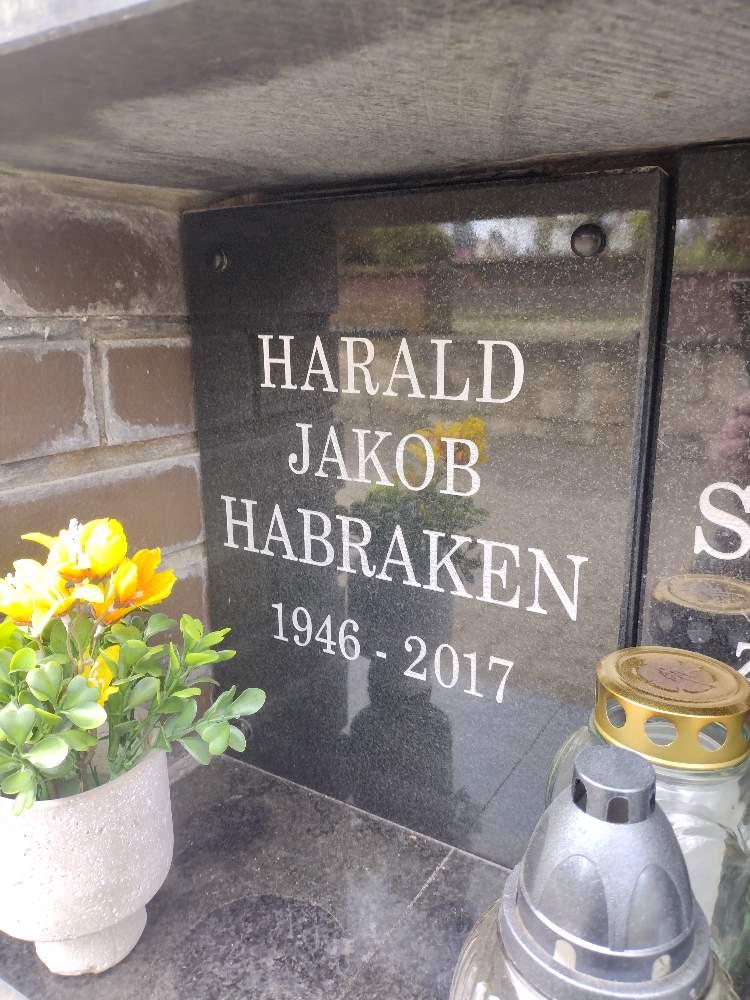 HARALD
JAKOB
HABRAKEN
1946 - 2017
S